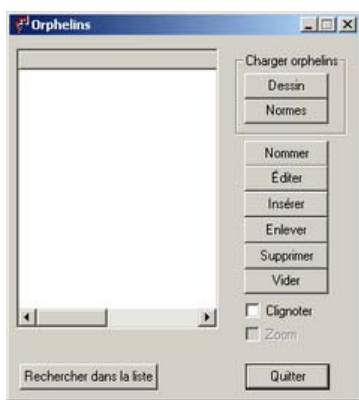 Orphelins
Charger orphelins
Dessin
Normes
Nommer
Éditer
Insérer
Enlever
Supprimer
Vider
Clignoter
Zoom
Rechercher dans la liste
Quitter